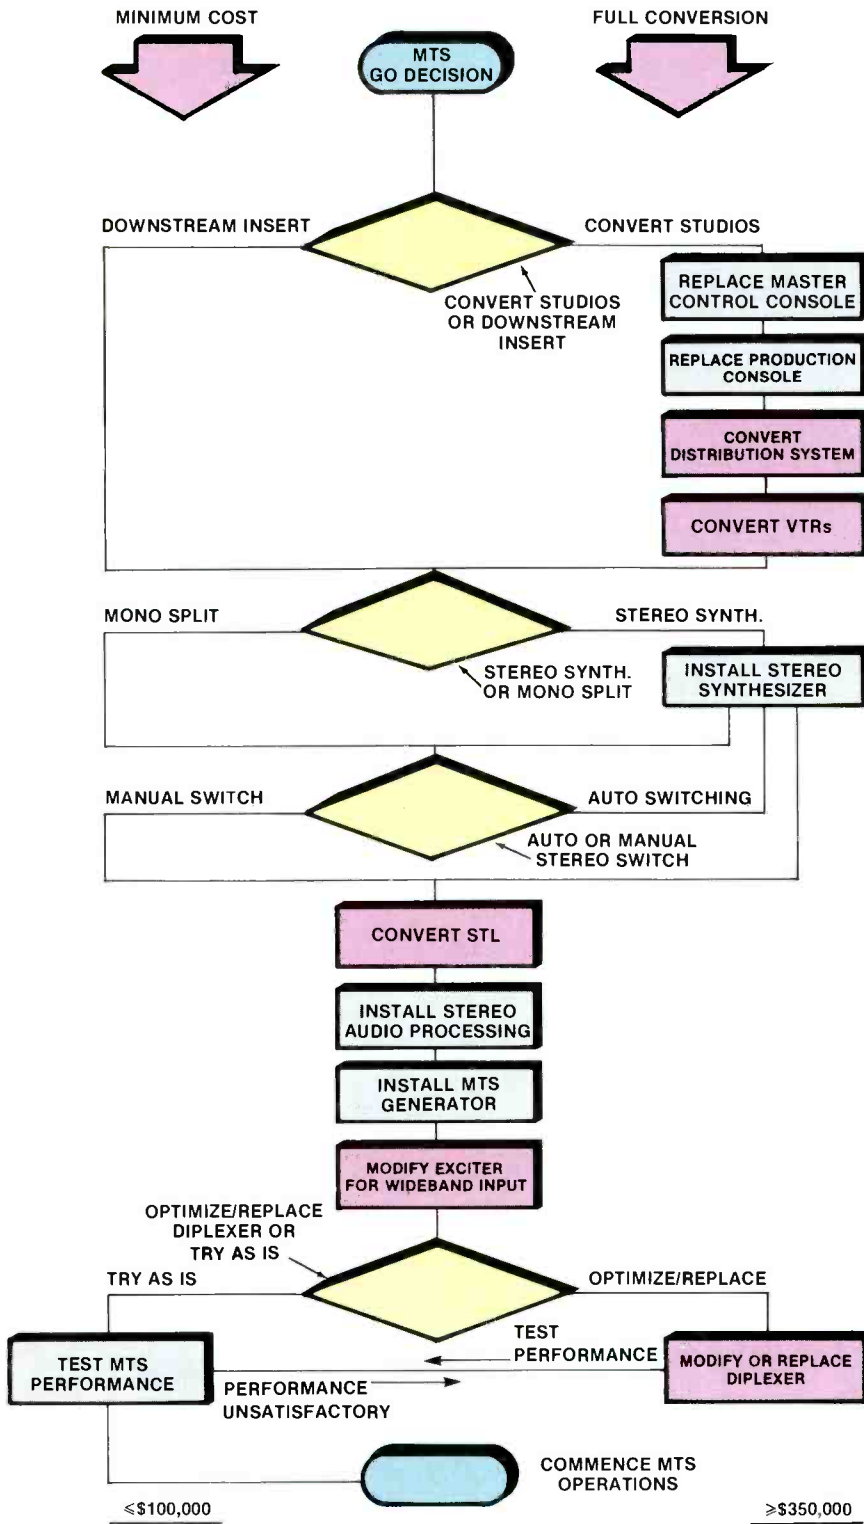 MINIMUM COST
MTS
GO DECISION
FULL CONVERSION
DOWNSTREAM INSERT
CONVERT STUDIOS
CONVERT STUDIOS
OR DOWNSTREAM
INSERT
REPLACE MASTER
CONTROL CONSOLE
REPLACE PRODUCTION
CONSOLE
CONVERT
DISTRIBUTION SYSTEM
CONVERT VTRs
MONO SPLIT
STEREO SYNTH.
STEREO SYNTH.
OR MONO SPLIT
INSTALL STEREO
SYNTHESIZER
MANUAL SWITCH
AUTO SWITCHING
AUTO OR MANUAL
STEREO SWITCH
CONVERT STL
INSTALL STEREO
AUDIO PROCESSING
INSTALL MTS
GENERATOR
MODIFY EXCITER
FOR WIDEBAND INPUT
OPTIMIZE/REPLACE
DIPLEXER OR
TRY AS IS
TRY AS IS
OPTIMIZE/REPLACE
TEST
PERFORMANCE
TEST MTS
PERFORMANCE
PERFORMANCE
UNSATISFACTORY
MODIFY OR REPLACE
DIPLEXER
COMMENCE MTS
OPERATIONS
≤$100,000
≥$350,000